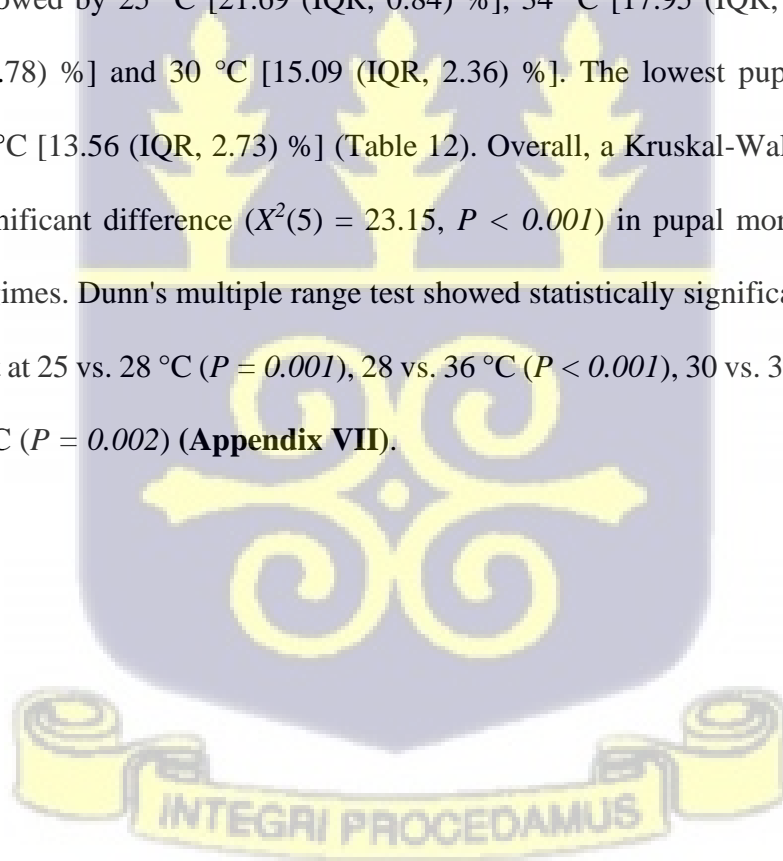 owed by 25 °C [21.69 (IQR, 0.84) %], 34 °C [17.95 (IQR,
.78) %] and 30 °C [15.09 (IQR, 2.36) %]. The lowest pup
°C [13.56 (IQR, 2.73) %] (Table 12). Overall, a Kruskal-Wal
nificant difference (X²(5) = 23.15, P < 0.001) in pupal mor
imes. Dunn's multiple range test showed statistically significa
at 25 vs. 28 °C (P = 0.001), 28 vs. 36 °C (P < 0.001), 30 vs. 3
C (P = 0.002) (Appendix VII).
INTEGRI PROCEDAMUS